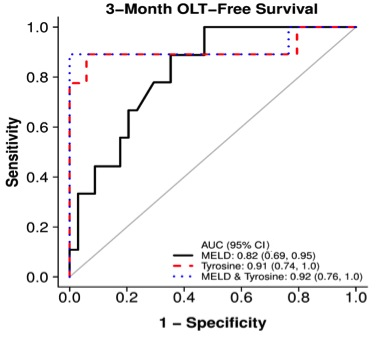 3-Month OLT-Free Survival
Sensitivity
1.0
0.8
0.6
0.4
0.2
0.0
AUC (95% CI)
MELD: 0.82 (0.69, 0.95)
Tyrosine: 0.91 (0.74, 1.0)
MELD & Tyrosine: 0.92 (0.76, 1.0)
0.0 0.2 0.4 0.6 0.8 1.0
1 − Specificity